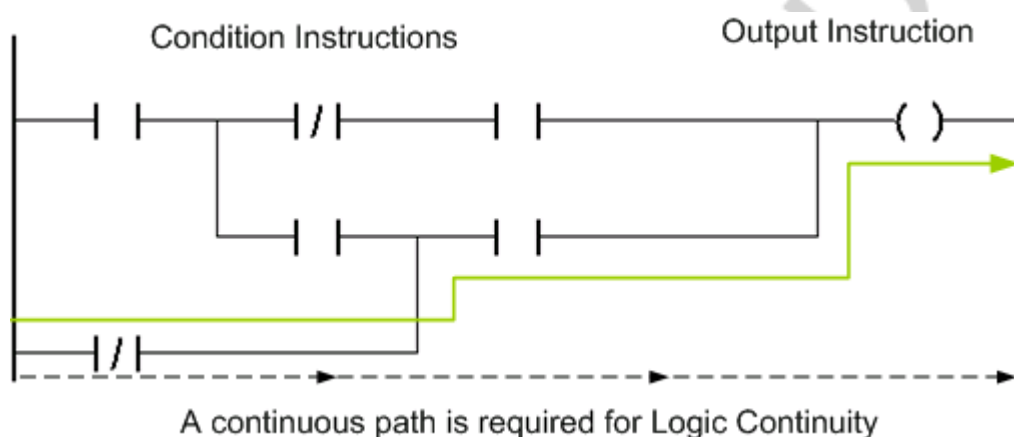 Condition Instructions
Output Instruction
A continuous path is required for Logic Continuity